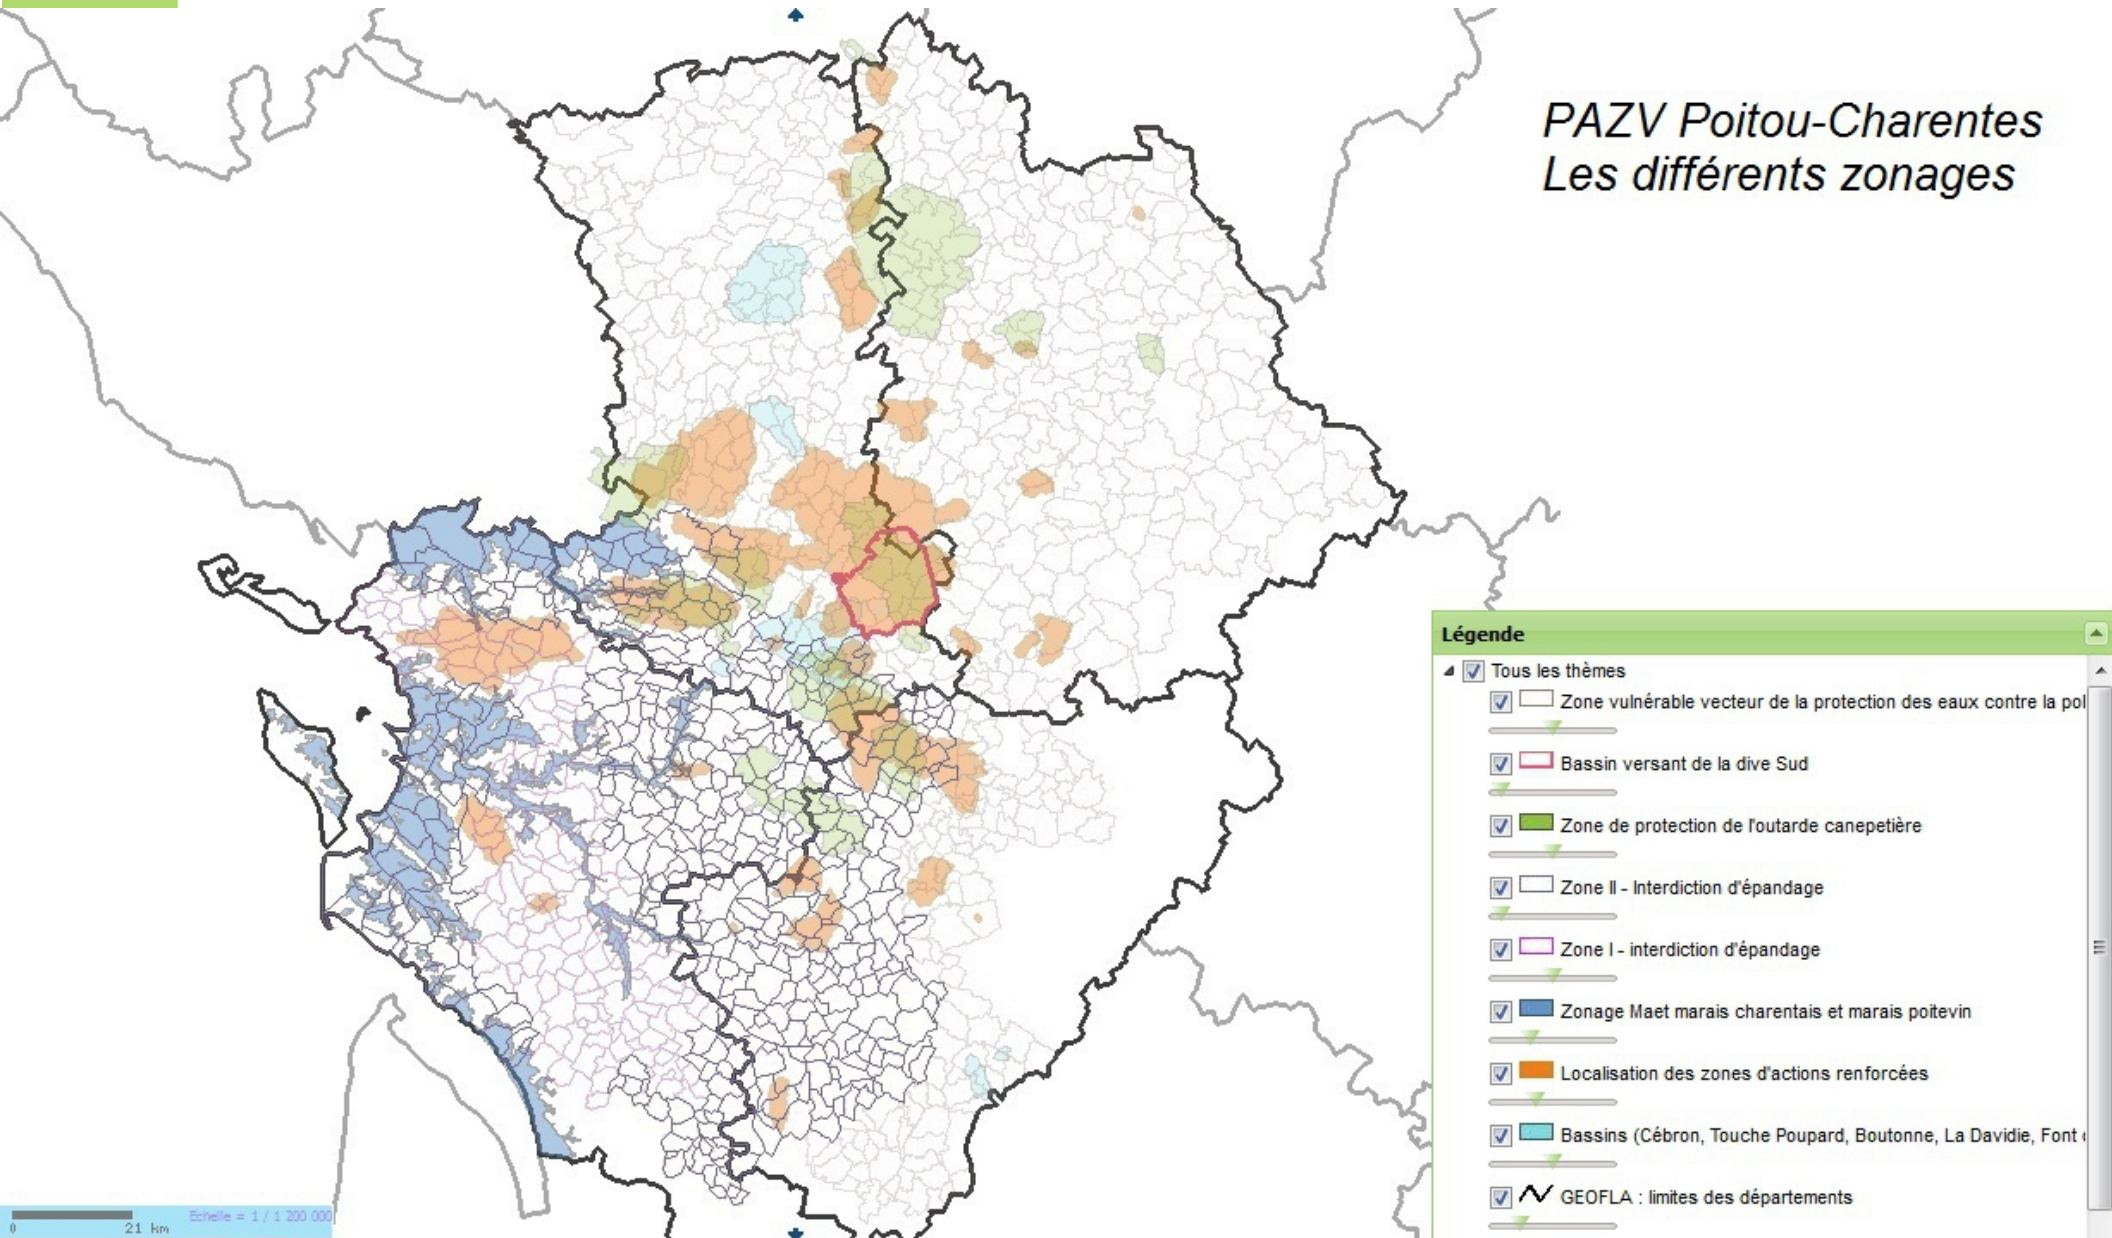 PAZV Poitou-Charentes
Les différents zonages
Légende
Tous les thèmes
Zone vulnérable vecteur de la protection des eaux contre la pol
Bassin versant de la dive Sud
Zone de protection de l'outarde canepetière
Zone II - Interdiction d'épandage
Zone I - interdiction d'épandage
Zonage Maet marais charentais et marais poitevin
Localisation des zones d'actions renforcées
Bassins (Cébron, Touche Poupard, Boutonne, La Davidie, Font
GEOFLA : limites des départements
Echelle = 1 / 1 200 000
0 21 km